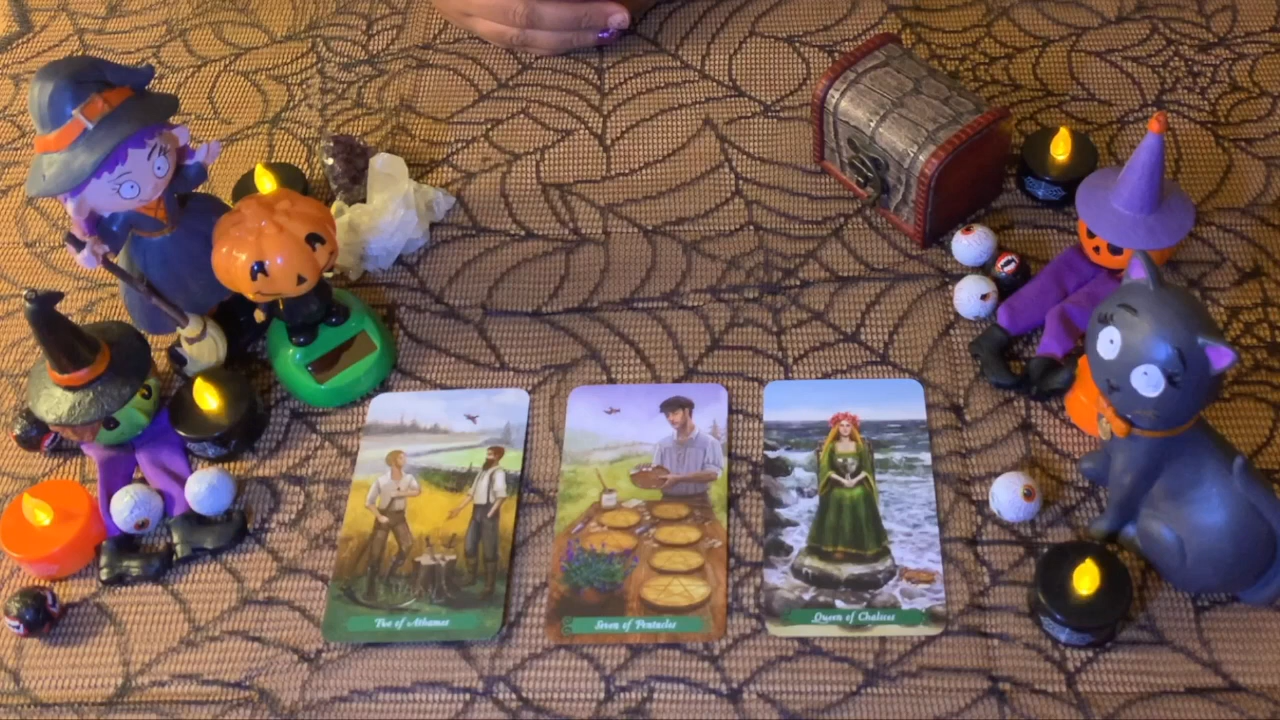 Two of Athames
Seven of Pentacles
Queen of Chalices